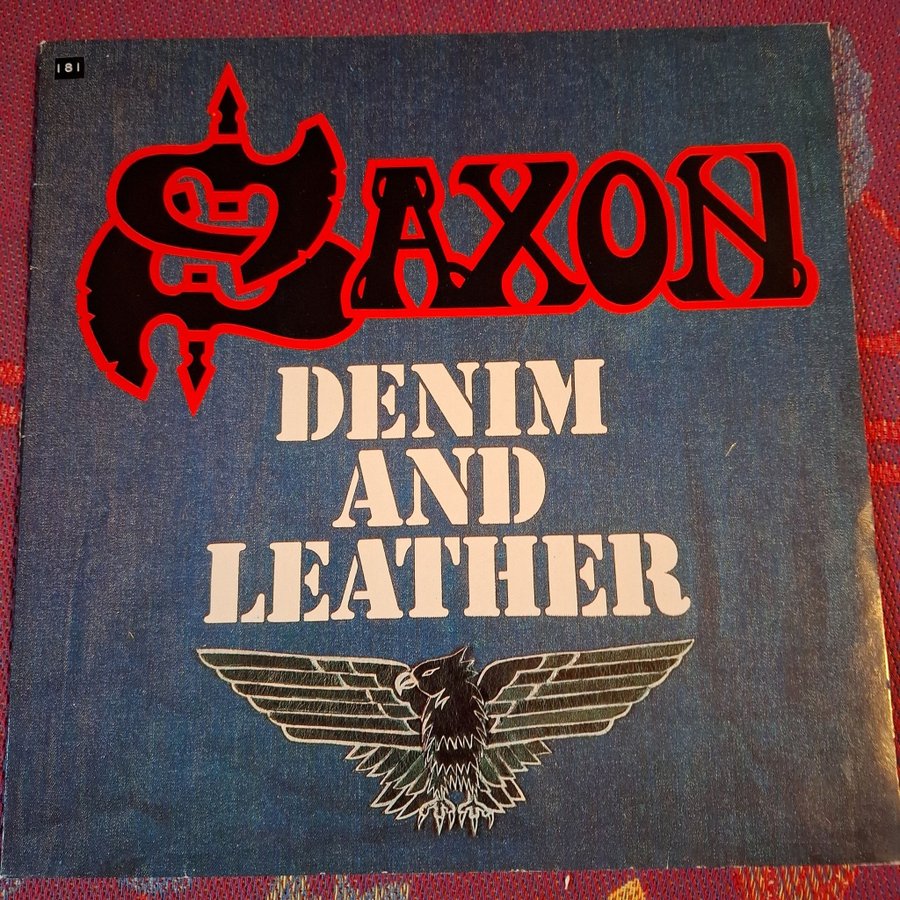 181
SAXON
DENIM
AND
LEATHER